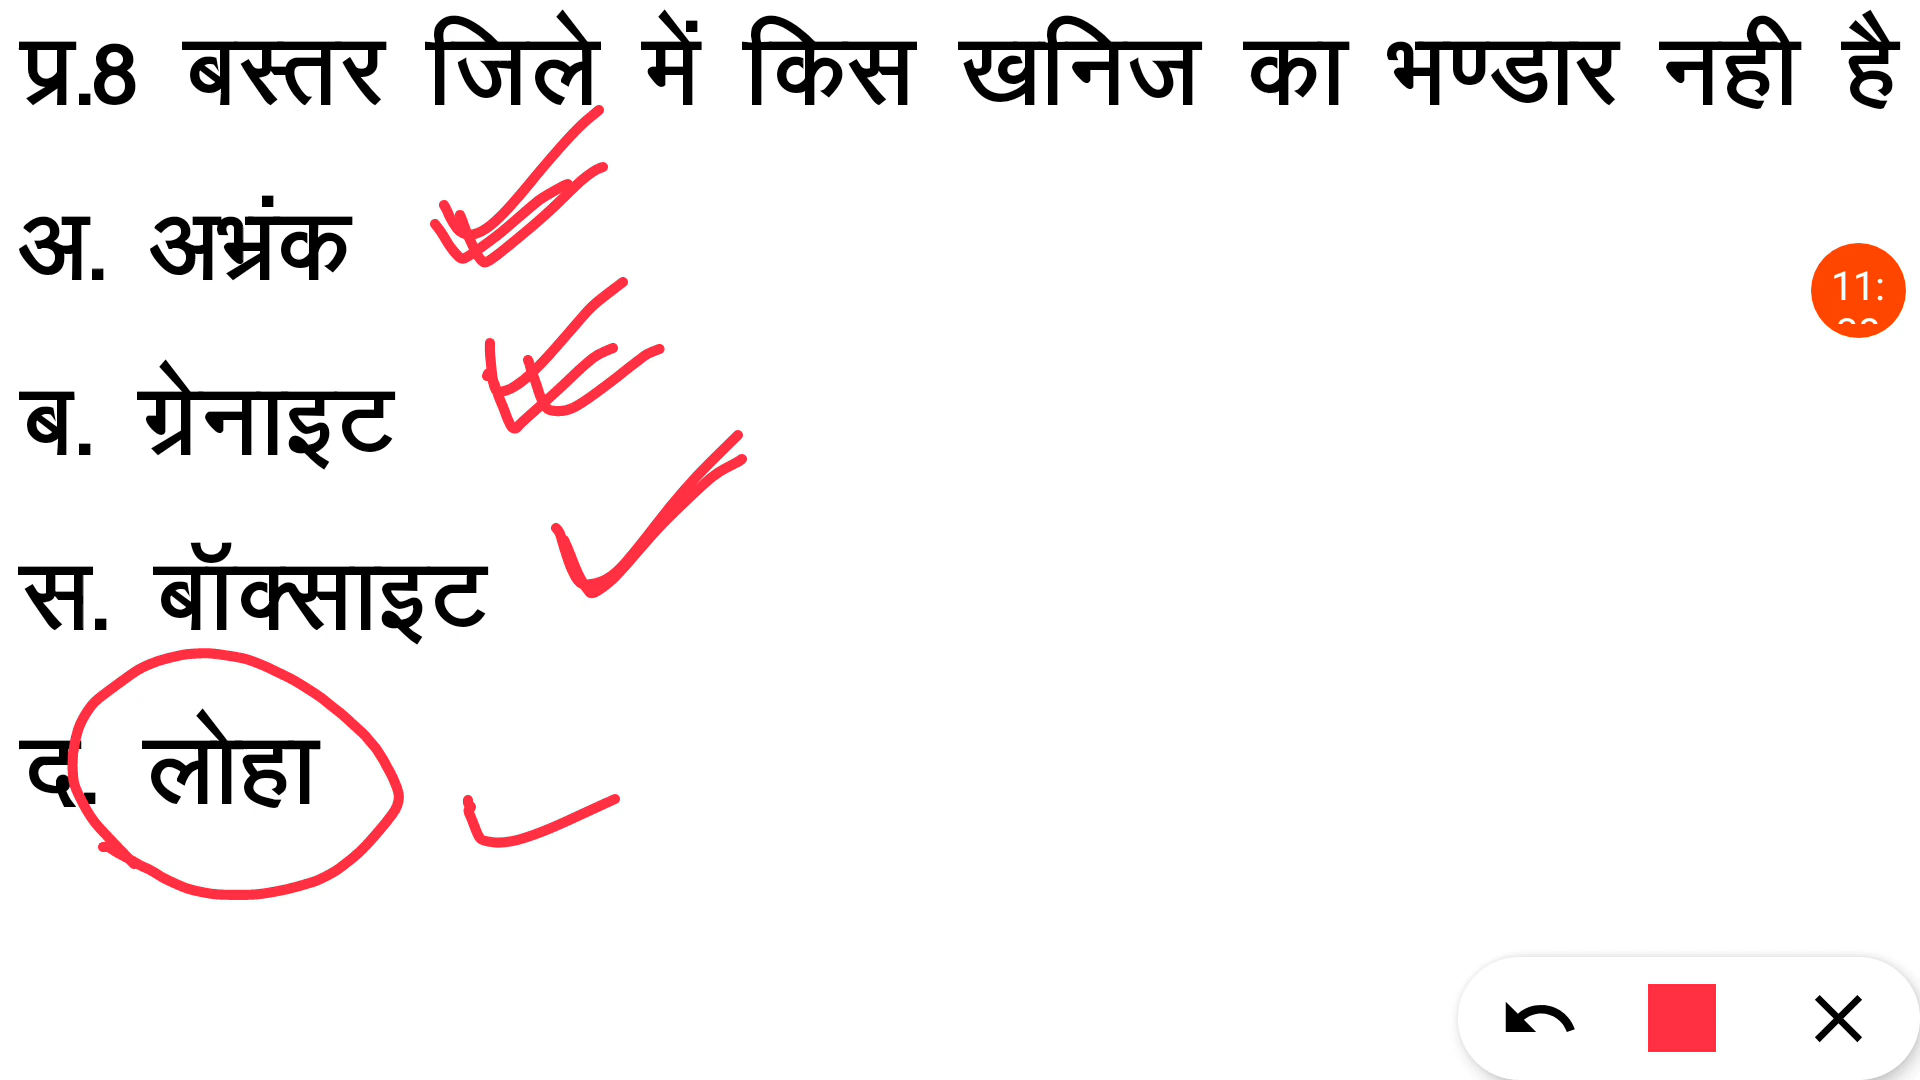 प्र.8 बस्तर जिले में किस खनिज का भण्डार नही है
अ. अभ्रंक
11:
ब. ग्रेनाइट
स. बॉक्साइट
द. लोहा